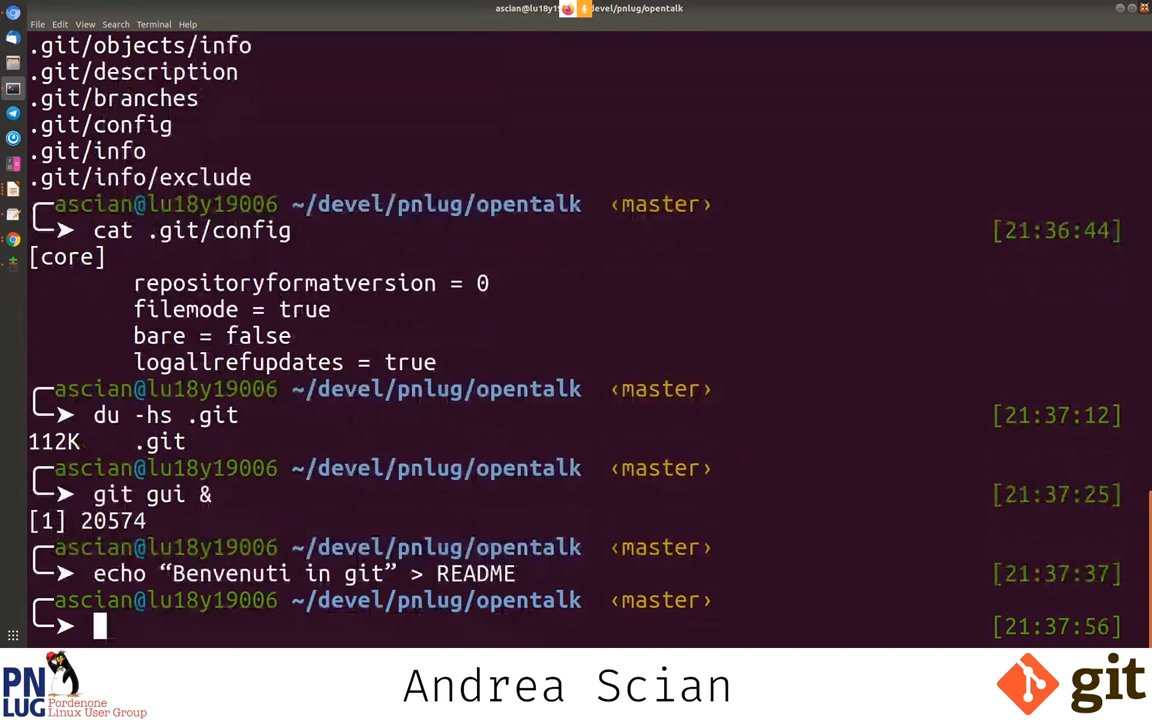 ascian@lu18y19 devel/pnlug/opentalk
File Edit View Search Terminal Help
.git/objects/info
.git/description
.git/branches
.git/config
.git/info
.git/info/exclude
ascian@lu18y19006 ~/devel/pnlug/opentalk ‹master›
➤ cat .git/config [21:36:44]
[core]
repositoryformatversion = 0
filemode = true
bare = false
logallrefupdates = true
ascian@lu18y19006 ~/devel/pnlug/opentalk ‹master›
➤ du -hs .git [21:37:12]
112K .git
ascian@lu18y19006 ~/devel/pnlug/opentalk ‹master›
➤ git gui & [21:37:25]
[1] 20574
ascian@lu18y19006 ~/devel/pnlug/opentalk ‹master›
➤ echo “Benvenuti in git” > README [21:37:37]
ascian@lu18y19006 ~/devel/pnlug/opentalk ‹master›
➤ [21:37:56]
PN
LUG
Pordenone
Linux User Group
Andrea Scian
git